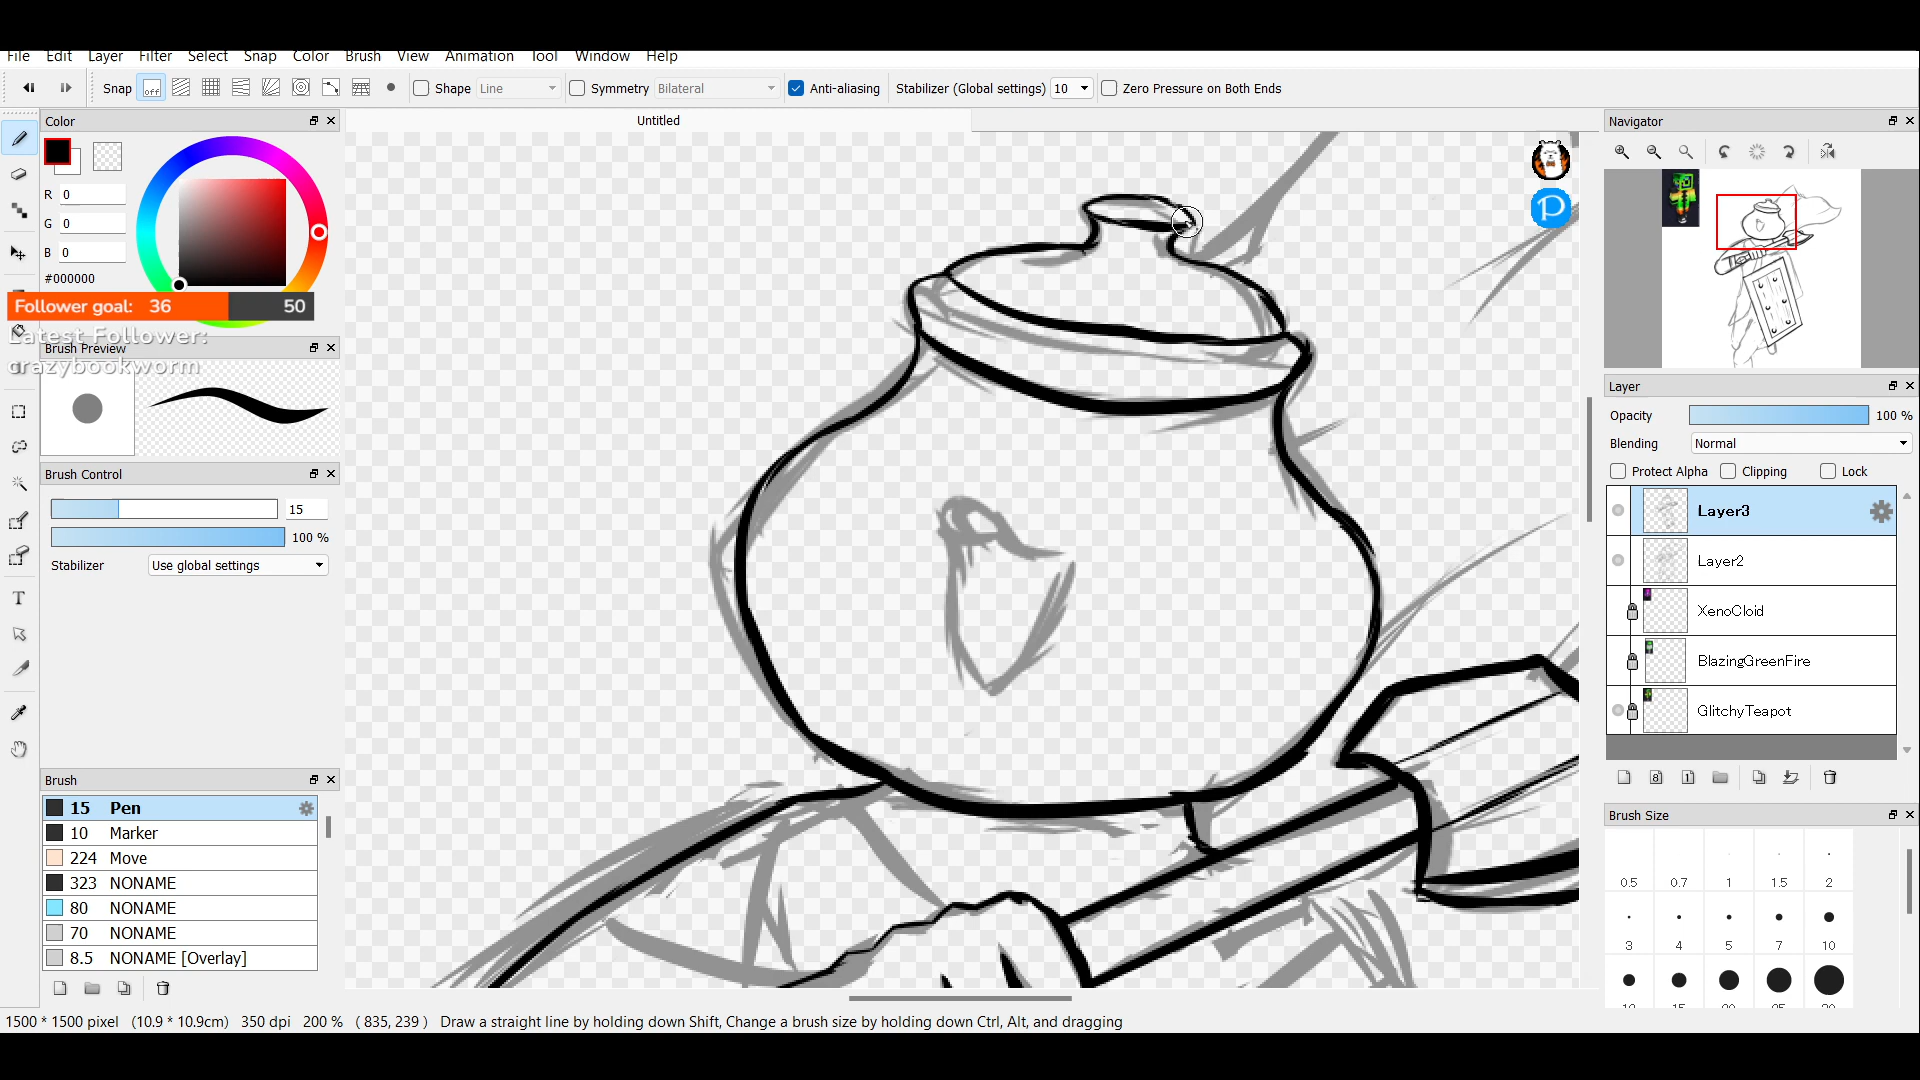 File Edit Layer Filter Select Snap Color Brush View Animation Tool Window Help
Snap off Shape Line Symmetry Bilateral Anti-aliasing Stabilizer (Global settings) 10 Zero Pressure on Both Ends
Color
Untitled
Navigator
R 0
G 0
B 0
#000000
Follower goal: 36 50
Latest Follower:
crazybookworm
Brush Preview
Brush Control
15
100 %
Stabilizer Use global settings
Brush
15 Pen
10 Marker
224 Move
323 NONAME
80 NONAME
70 NONAME
8.5 NONAME [Overlay]
Layer
Opacity 100 %
Blending Normal
Protect Alpha Clipping Lock
Layer3
Layer2
XenoCloid
BlazingGreenFire
GlitchyTeapot
Brush Size
0.5 0.7 1 1.5 2
3 4 5 7 10
1500 * 1500 pixel (10.9 * 10.9cm) 350 dpi 200 % ( 835, 239 ) Draw a straight line by holding down Shift, Change a brush size by holding down Ctrl, Alt, and dragging